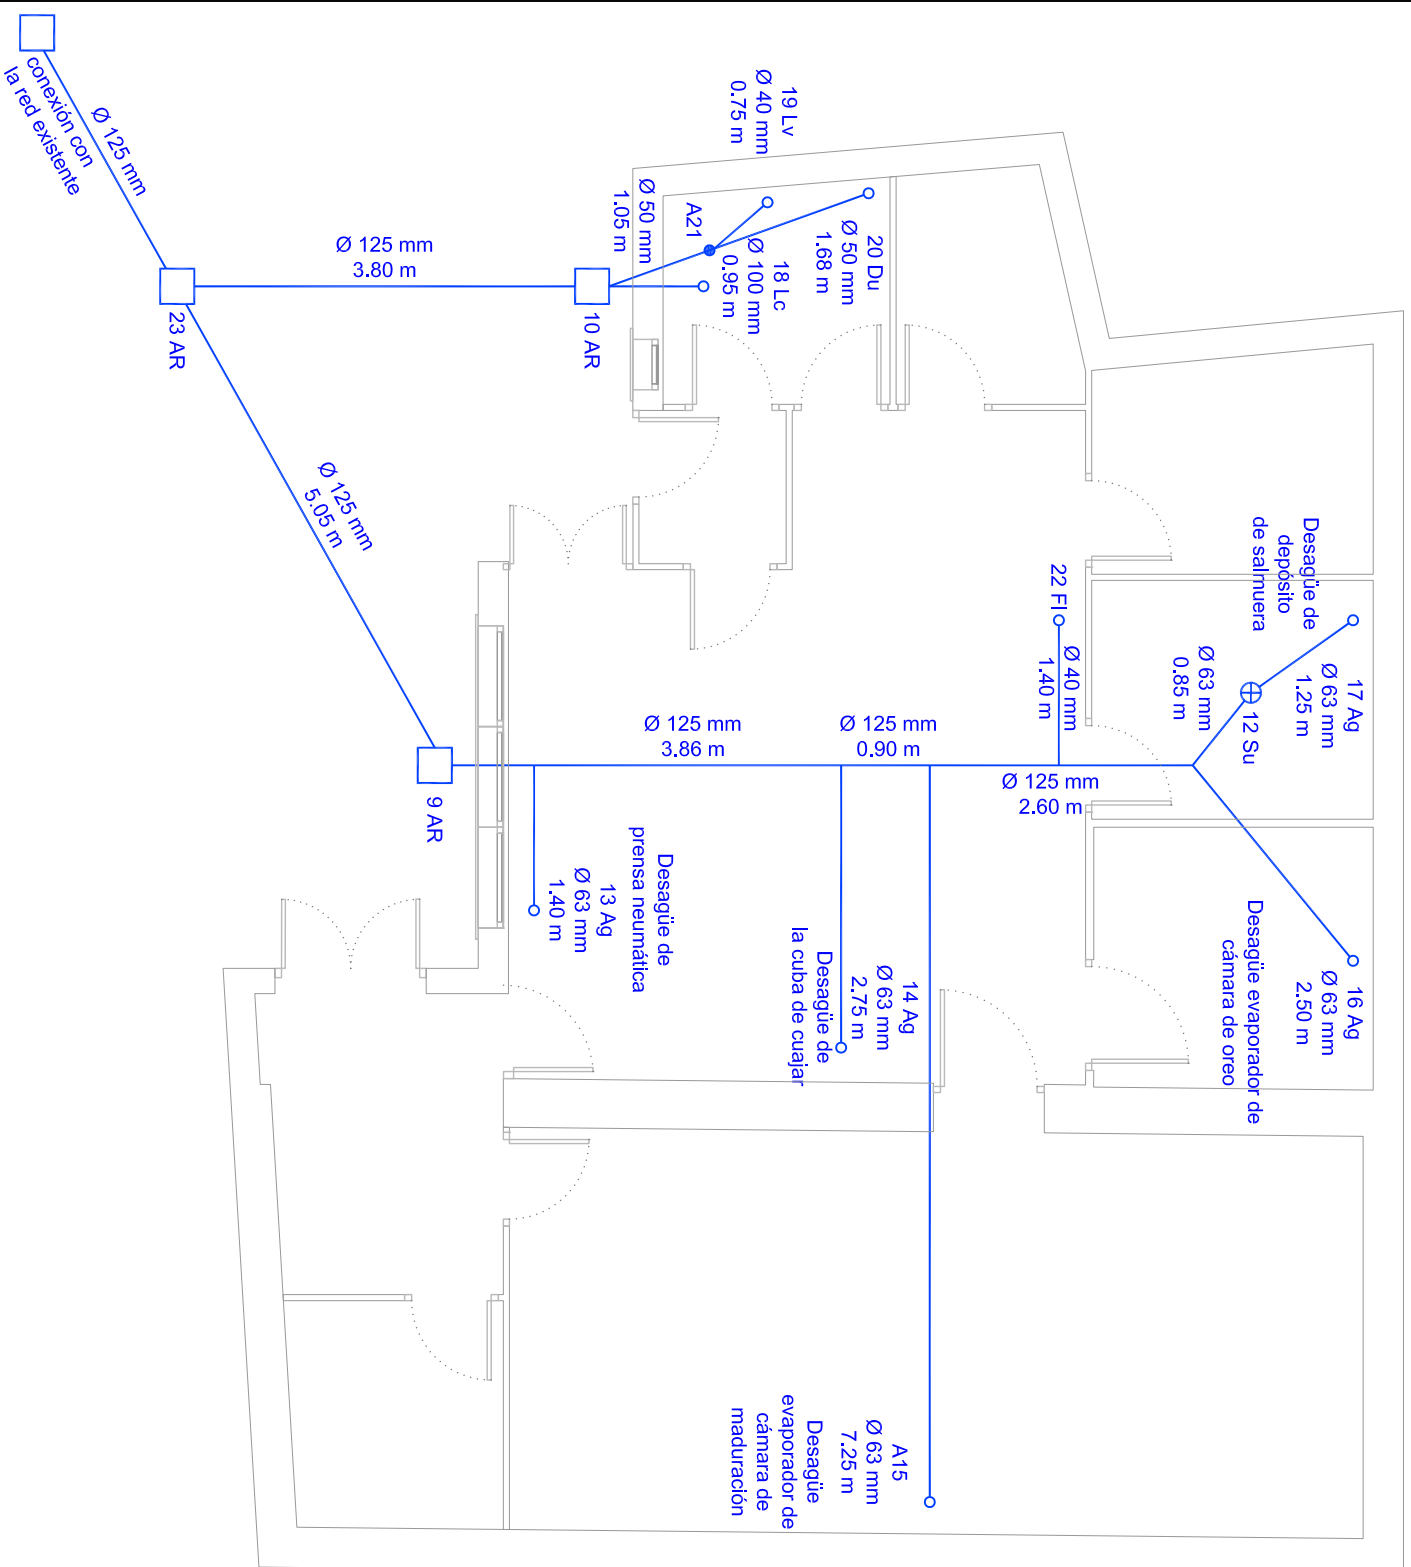 conexión con
la red existente
Ø 125 mm
23 AR
Ø 125 mm
3.80 m
10 AR
Ø 50 mm
1.05 m
A21
19 Lv
Ø 40 mm
0.75 m
18 Lc
Ø 100 mm
0.95 m
20 Du
Ø 50 mm
1.68 m
Ø 125 mm
5.05 m
9 AR
Ø 125 mm
3.86 m
Ø 125 mm
0.90 m
Ø 125 mm
2.60 m
22 Fl
Ø 40 mm
1.40 m
Desagüe de
depósito
de salmuera
17 Ag
Ø 63 mm
1.25 m
Ø 63 mm
0.85 m
12 Su
Desagüe de
prensa neumática
13 Ag
Ø 63 mm
1.40 m
Desagüe de
la cuba de cuajar
14 Ag
Ø 63 mm
2.75 m
Desagüe evaporador de
cámara de oreo
16 Ag
Ø 63 mm
2.50 m
A15
Ø 63 mm
7.25 m
Desagüe
evaporador de
cámara de
maduración